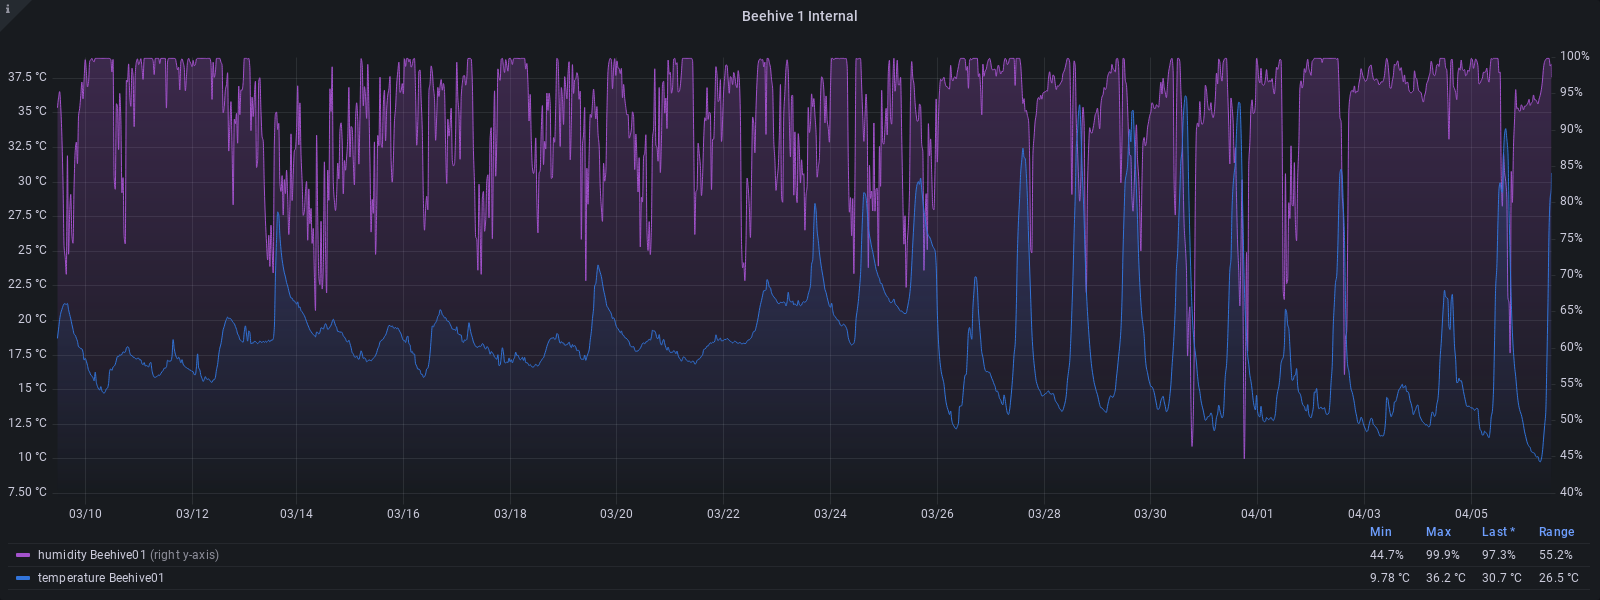 i
Beehive 1 Internal
37.5 °C
35 °C
32.5 °C
30 °C
27.5 °C
25 °C
22.5 °C
20 °C
17.5 °C
15 °C
12.5 °C
10 °C
7.50 °C
100%
95%
90%
85%
80%
75%
70%
65%
60%
55%
50%
45%
40%
03/10 03/12 03/14 03/16 03/18 03/20 03/22 03/24 03/26 03/28 03/30 04/01 04/03 04/05
Min Max Last * Range
humidity Beehive01 (right y-axis) 44.7% 99.9% 97.3% 55.2%
temperature Beehive01 9.78 °C 36.2 °C 30.7 °C 26.5 °C